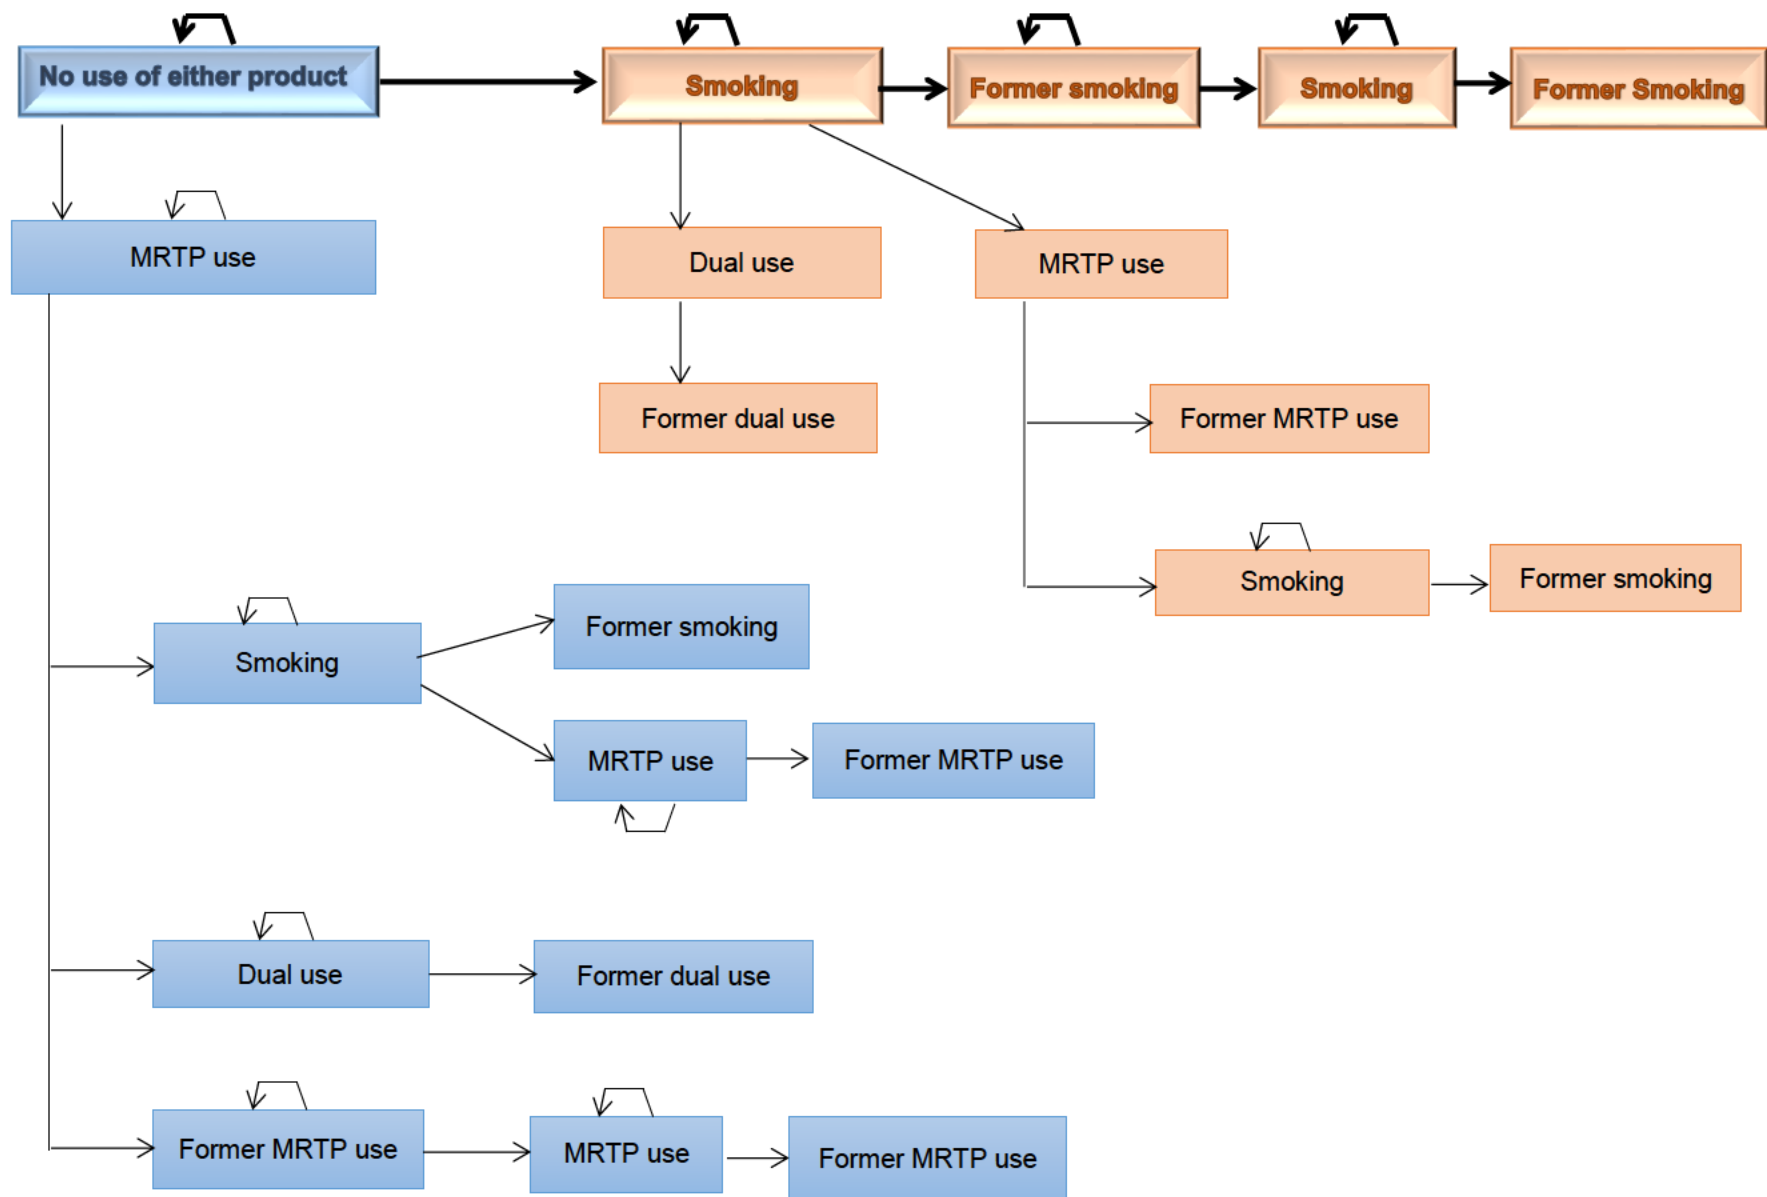 No use of either product
Smoking
Former smoking
Smoking
Former Smoking
MRTP use
Dual use
MRTP use
Former dual use
Former MRTP use
Smoking
Former smoking
Smoking
Former smoking
MRTP use
Former MRTP use
Dual use
Former dual use
Former MRTP use
MRTP use
Former MRTP use